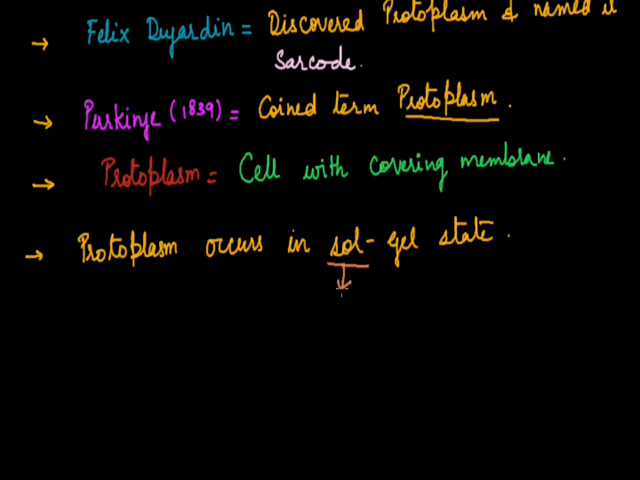 → Felix Dujardin = Discovered Protoplasm & named it
Sarcode.
→ Purkinje (1839) = Coined term Protoplasm.
→ Protoplasm = Cell with covering membrane.
→ Protoplasm occurs in sol-gel state.